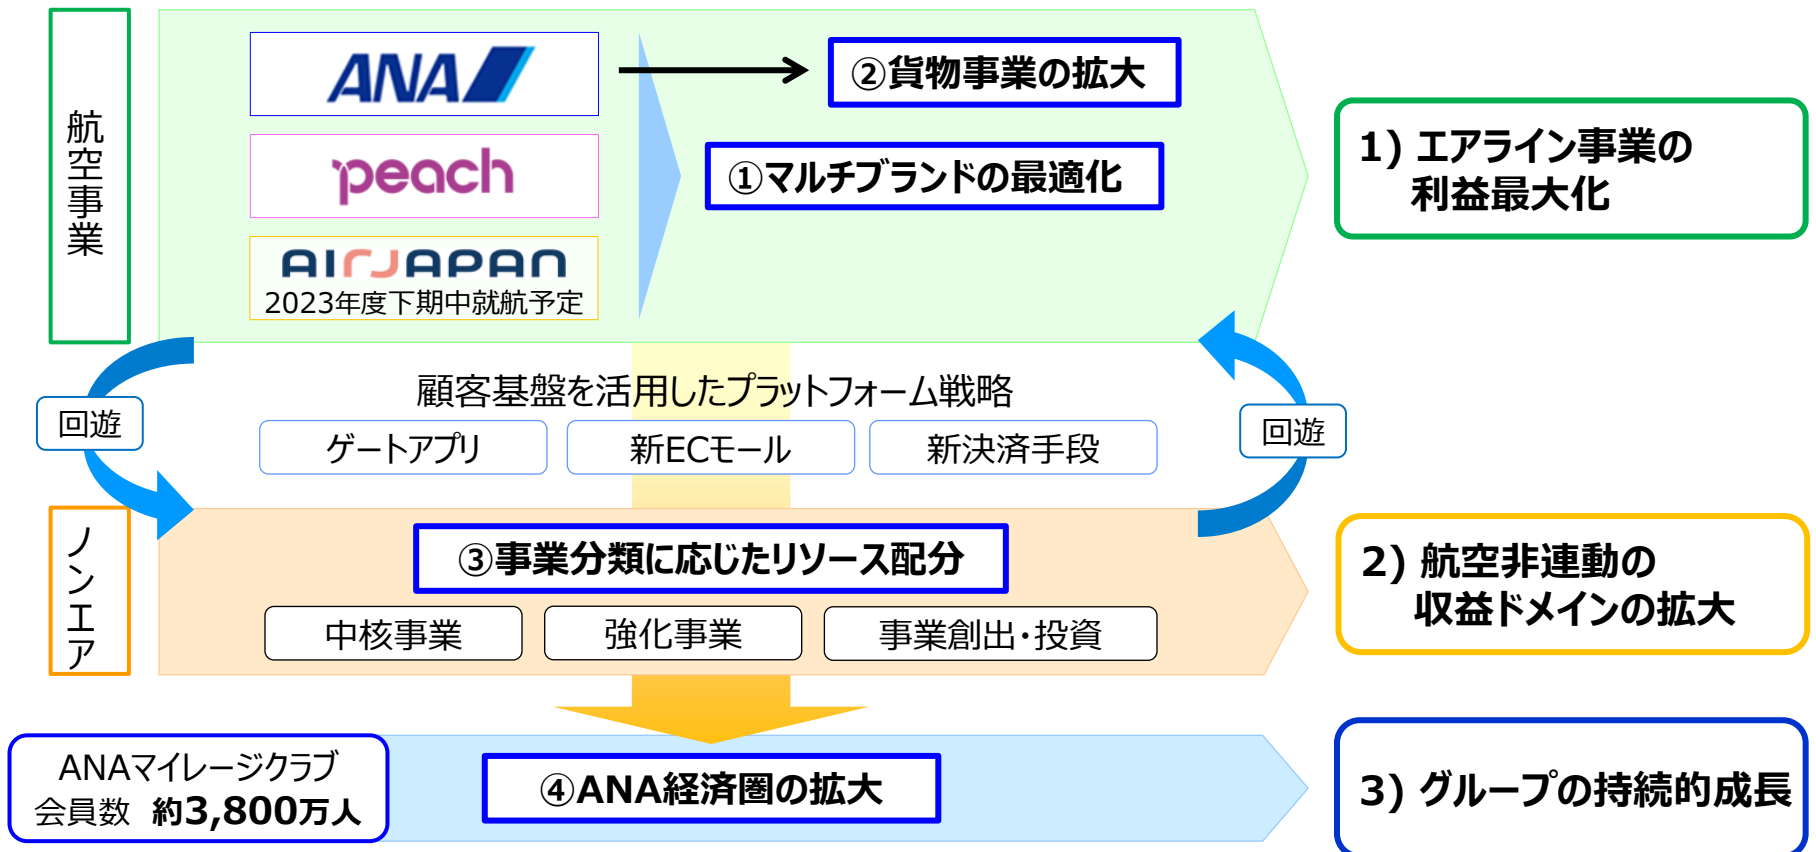 航空事業
ANA
②貨物事業の拡大
peach
①マルチブランドの最適化
AIRJAPAN
2023年度下期中就航予定
1) エアライン事業の
利益最大化
顧客基盤を活用したプラットフォーム戦略
回遊
ゲートアプリ
新ECモール
新決済手段
回遊
ノンエア
③事業分類に応じたリソース配分
中核事業
強化事業
事業創出・投資
2) 航空非連動の
収益ドメインの拡大
ANAマイレージクラブ
会員数 約3,800万人
④ANA経済圏の拡大
3) グループの持続的成長